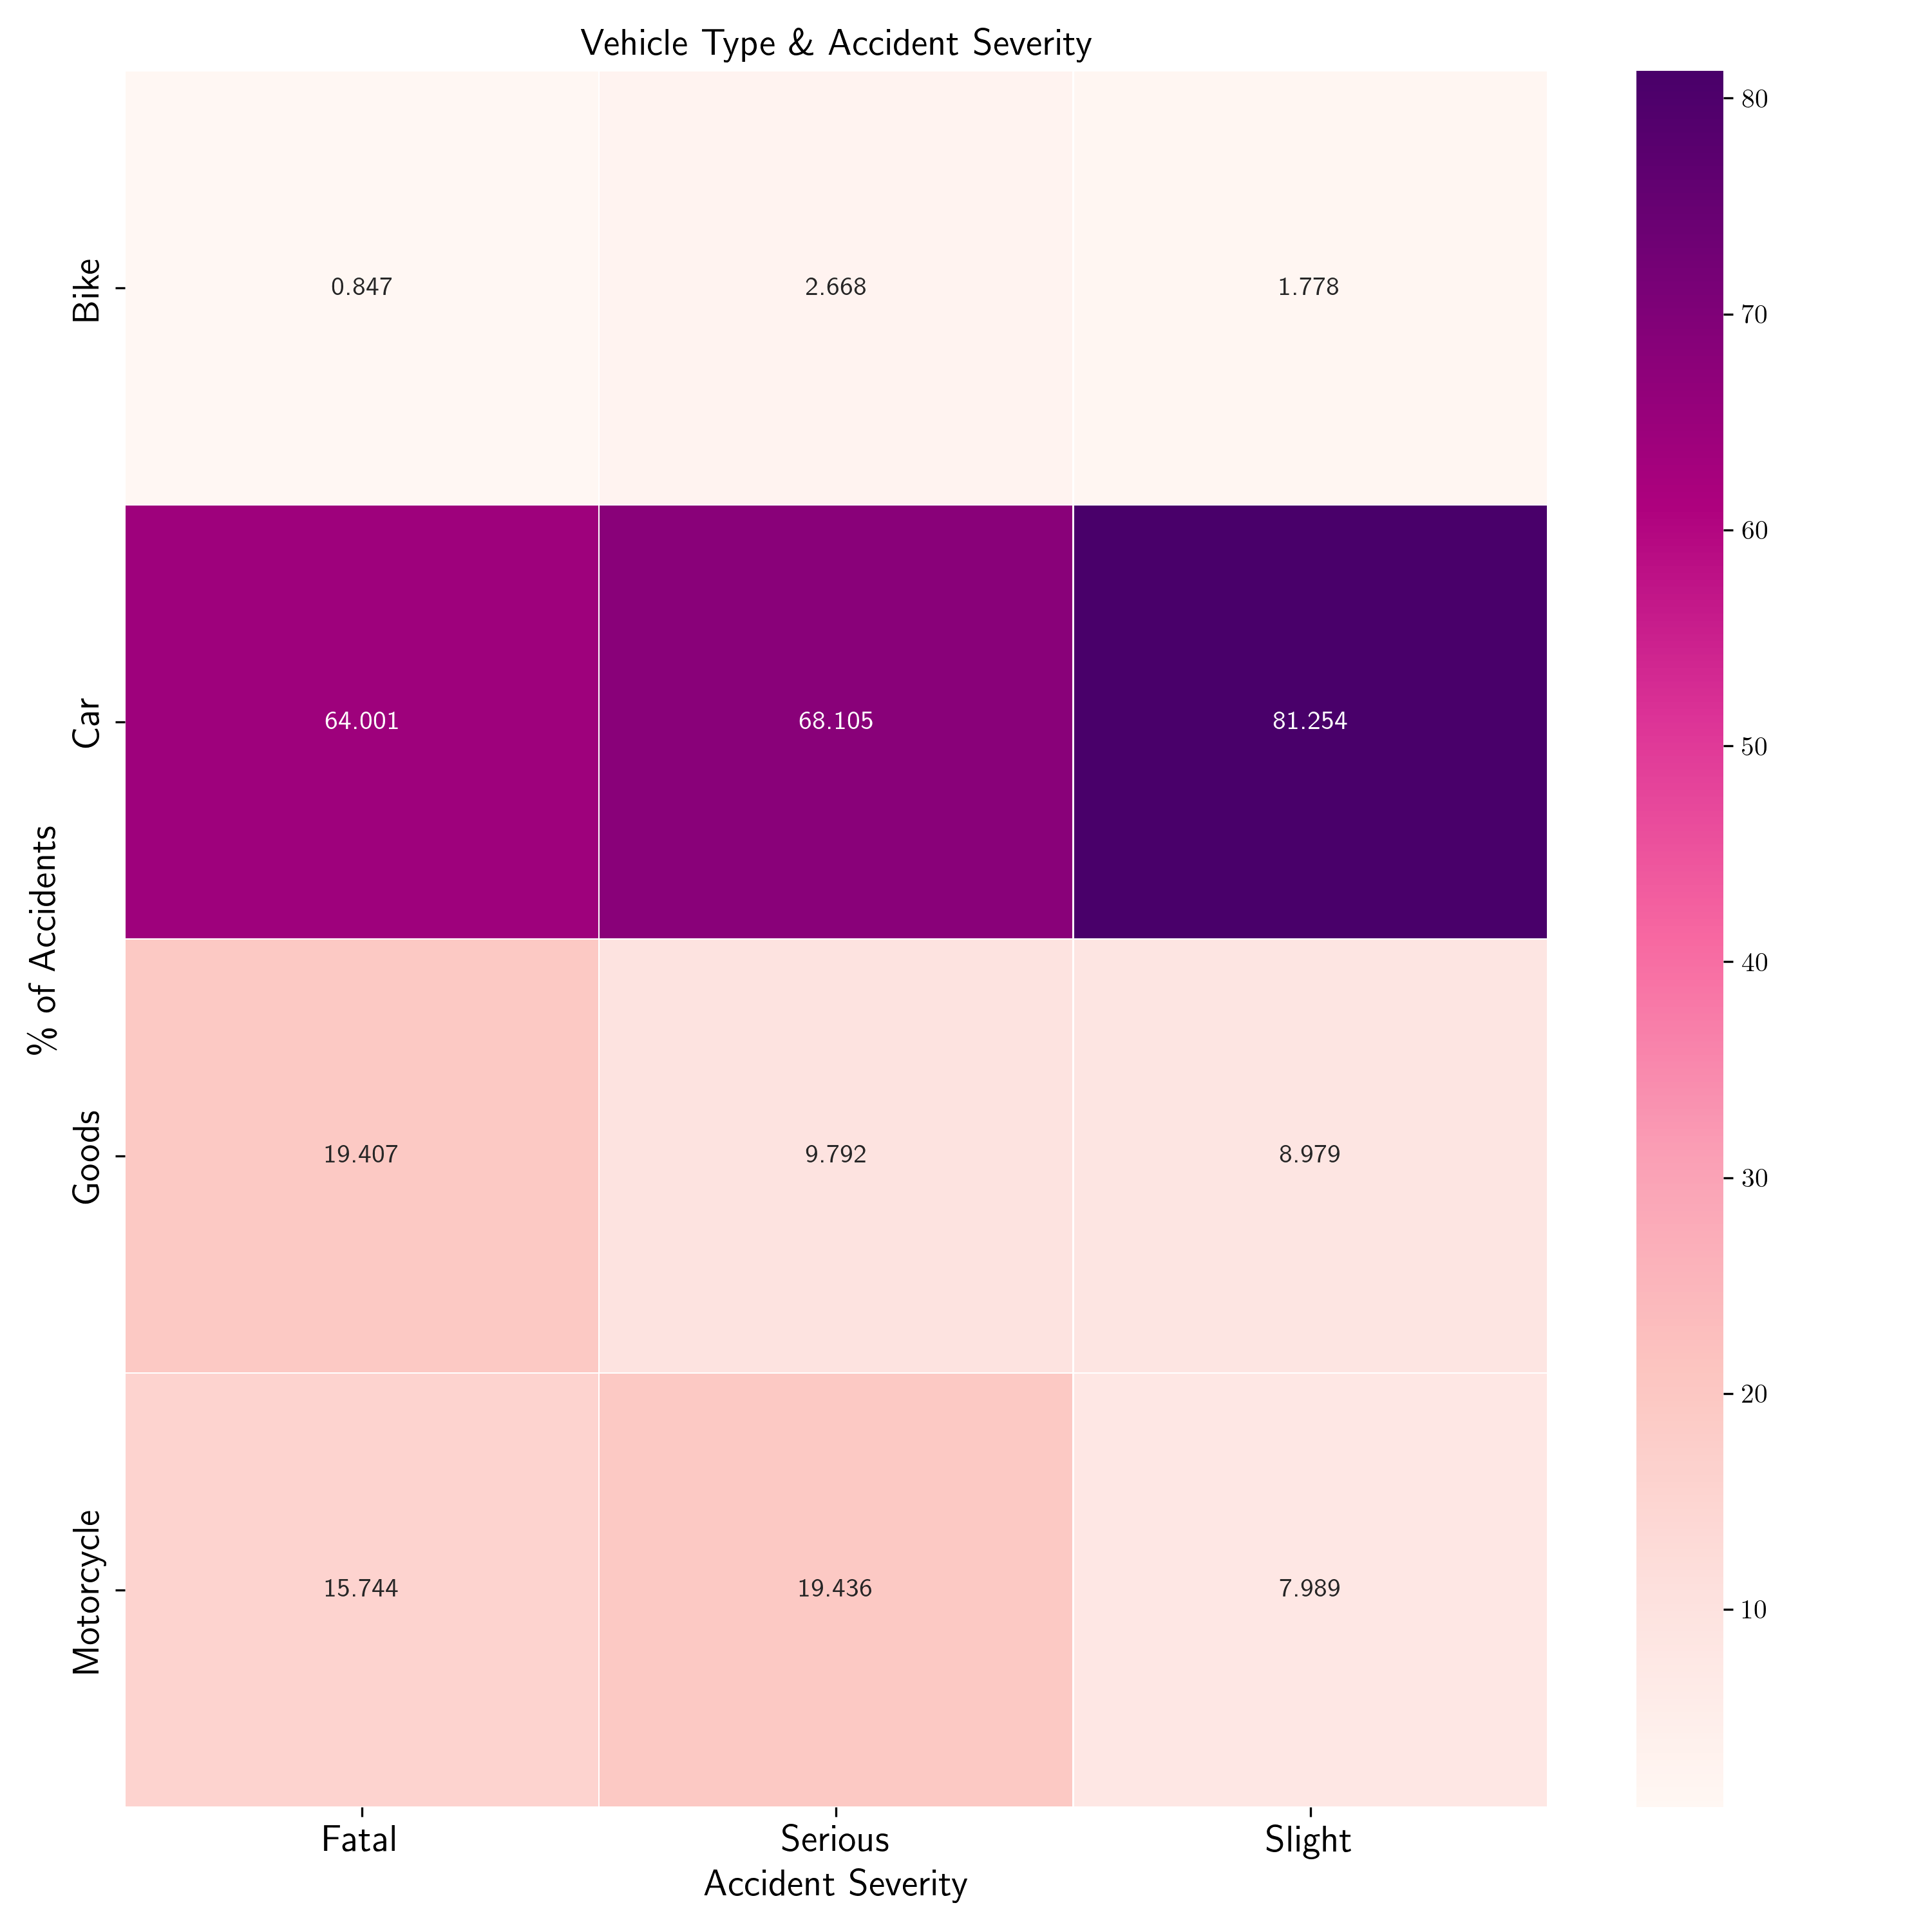 Vehicle Type & Accident Severity
% of Accidents
Bike
0.847 2.668 1.778
Car
64.001 68.105 81.254
Goods
19.407 9.792 8.979
Motorcycle
15.744 19.436 7.989
Fatal Serious Slight
Accident Severity
80
70
60
50
40
30
20
10